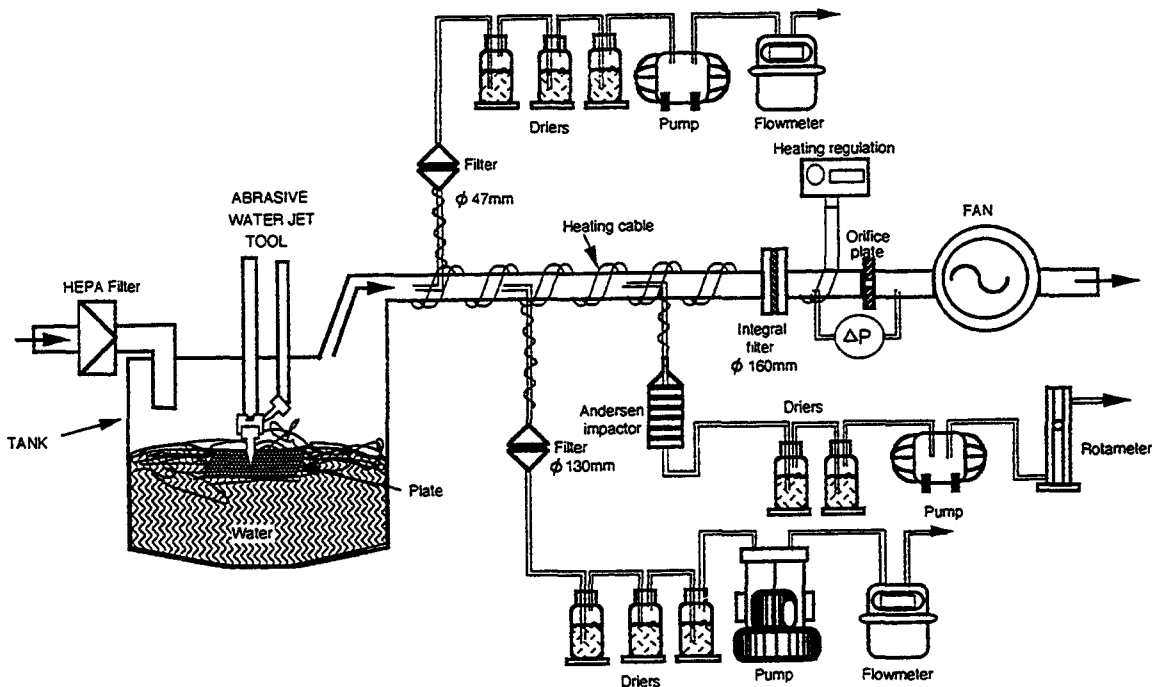 Driers
Pump
Flowmeter
Heating regulation
Filter
ϕ 47mm
ABRASIVE
WATER JET
TOOL
Heating cable
FAN
Orifice
plate
HEPA Filter
ΔP
Integral
filter
ϕ 160mm
TANK
Andersen
impactor
Driers
Rotameter
Filter
ϕ 130mm
Plate
Pump
Water
Driers
Pump
Flowmeter